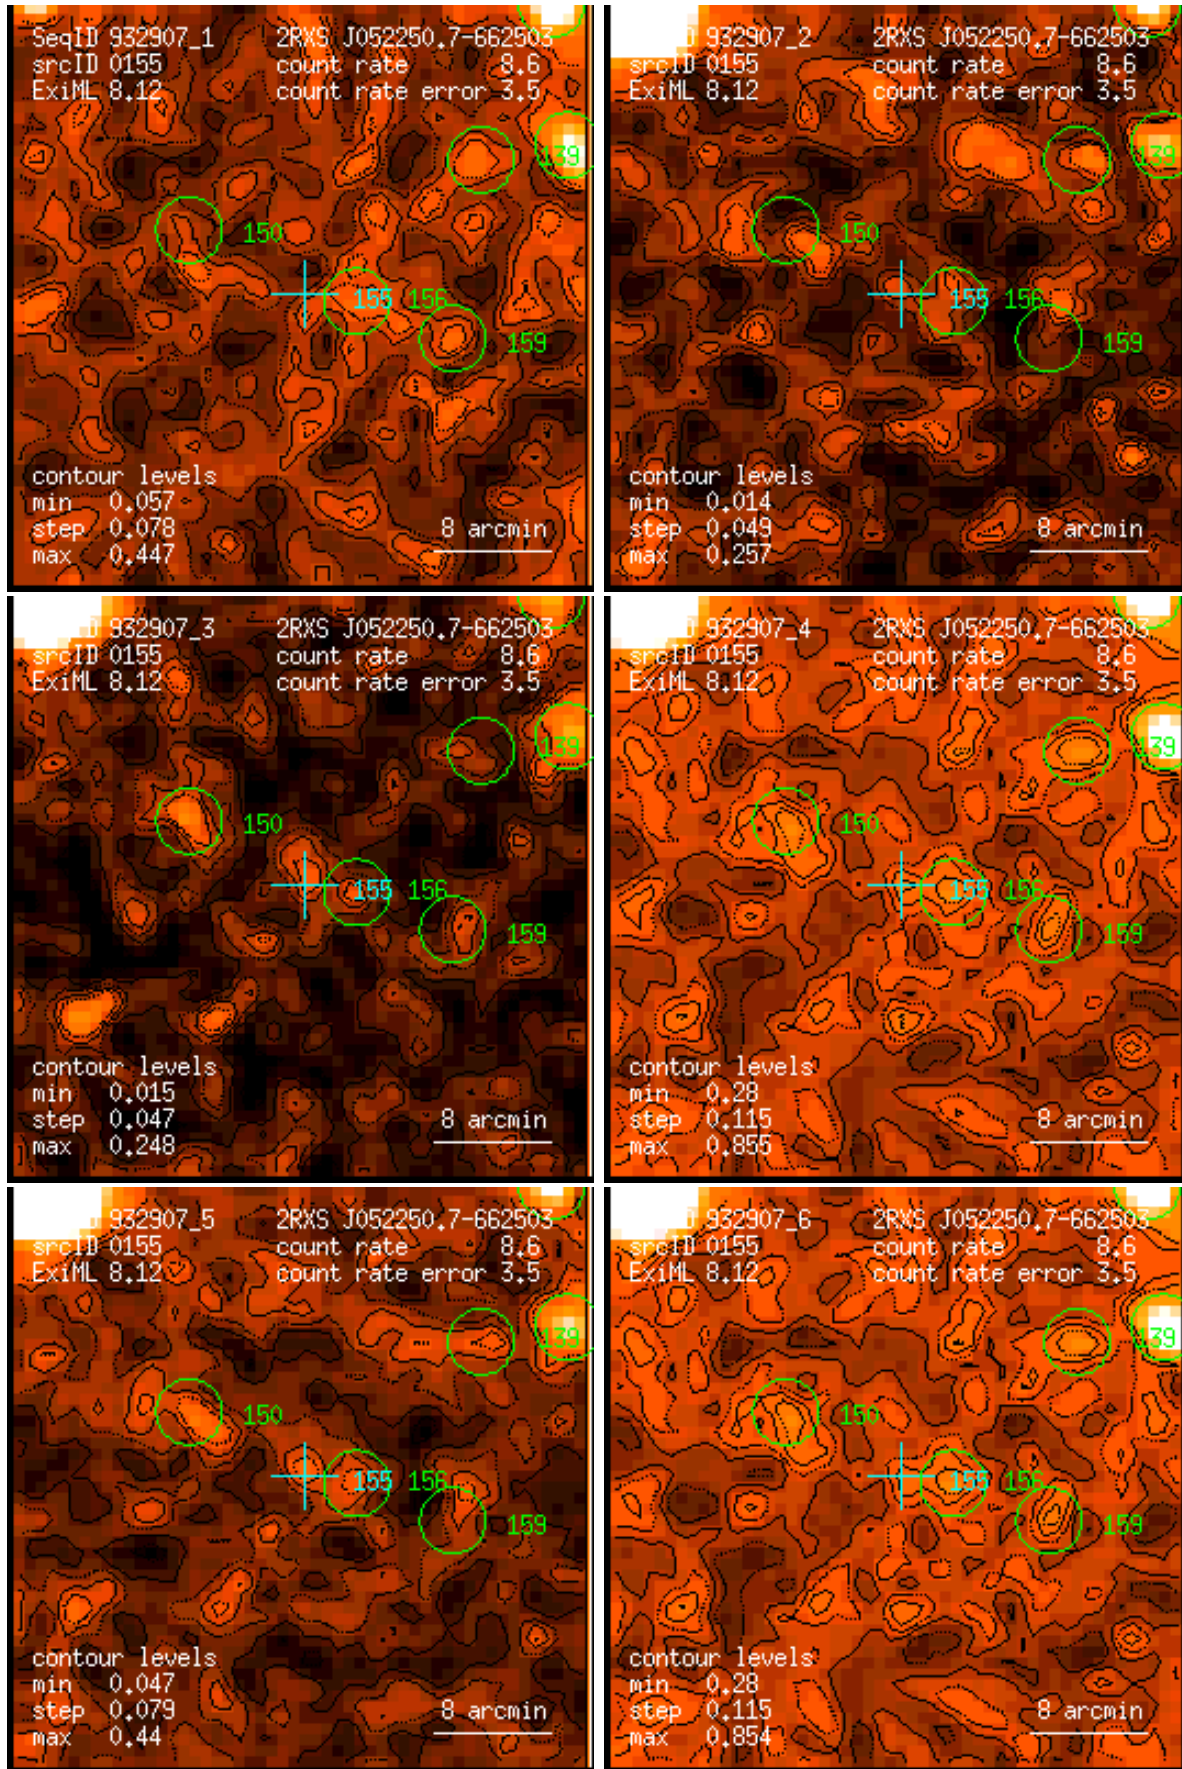 SeqID 932907_1 2RXS J052250.7-662503
srcID 0155 count rate 8.6
ExiML 8.12 count rate error 3.5
139
150
155 156
159
contour levels
min 0.057
step 0.078 8 arcmin
max 0.447
D 932907_2 2RXS J052250.7-662503
srcID 0155 count rate 8.6
ExiML 8.12 count rate error 3.5
139
150
155 156
159
contour levels
min 0.014
step 0.049 8 arcmin
max 0.257
D 932907_3 2RXS J052250.7-662503
srcID 0155 count rate 8.6
ExiML 8.12 count rate error 3.5
139
150
155 156
159
contour levels
min 0.015
step 0.047 8 arcmin
max 0.248
D 932907_4 2RXS J052250.7-662503
srcID 0155 count rate 8.6
ExiML 8.12 count rate error 3.5
139
150
155 156
159
contour levels
min 0.28
step 0.115 8 arcmin
max 0.855
D 932907_5 2RXS J052250.7-662503
srcID 0155 count rate 8.6
ExiML 8.12 count rate error 3.5
139
150
155 156
159
contour levels
min 0.047
step 0.079 8 arcmin
max 0.44
D 932907_6 2RXS J052250.7-662503
srcID 0155 count rate 8.6
ExiML 8.12 count rate error 3.5
139
150
155 156
159
contour levels
min 0.28
step 0.115 8 arcmin
max 0.854